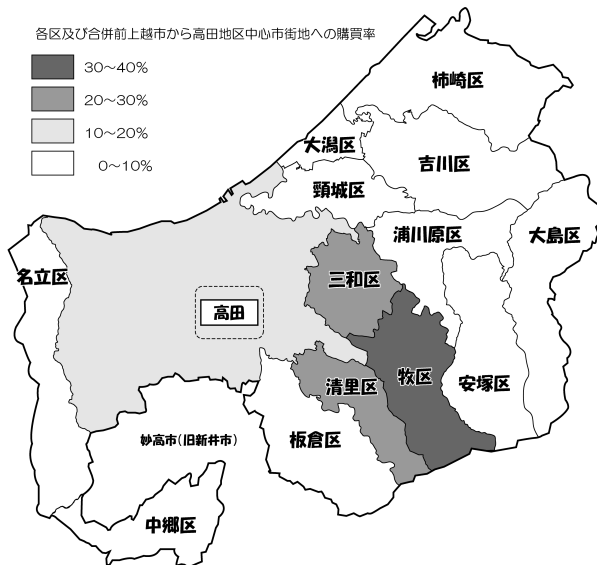 各区及び合併前上越市から高田地区中心市街地への購買率
30～40%
20～30%
10～20%
0～10%
柿崎区
大潟区
吉川区
頸城区
浦川原区
大島区
名立区
三和区
高田
清里区
牧区
安塚区
板倉区
妙高市(旧新井市)
中郷区